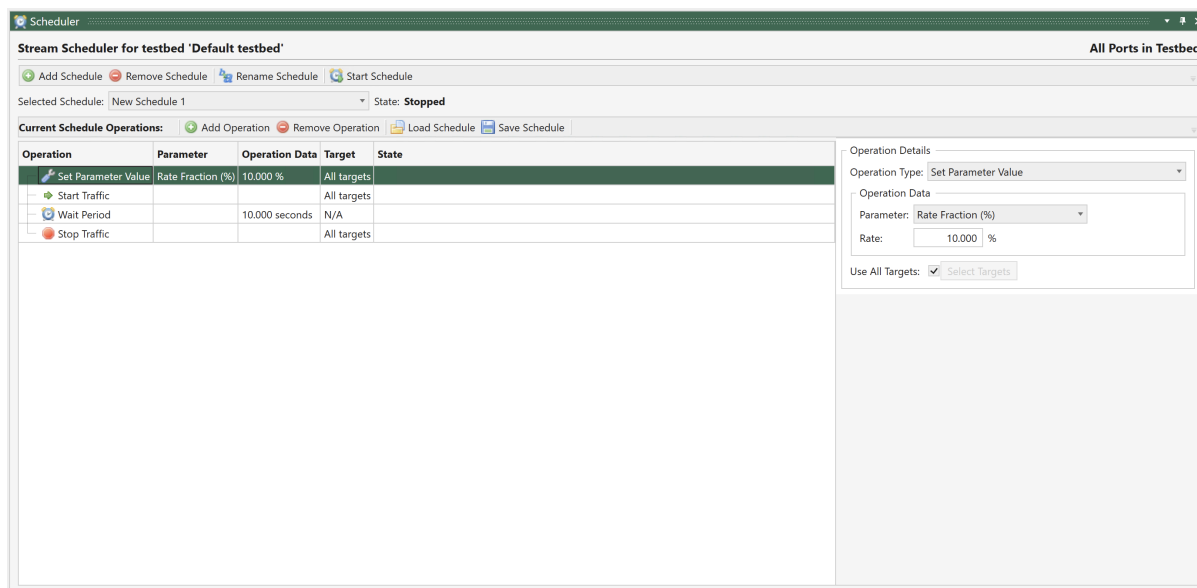 Scheduler
Stream Scheduler for testbed 'Default testbed' All Ports in Testbed
Add Schedule Remove Schedule Rename Schedule Start Schedule
Selected Schedule: New Schedule 1 State: Stopped
Current Schedule Operations: Add Operation Remove Operation Load Schedule Save Schedule
Operation Parameter Operation Data Target State
Set Parameter Value Rate Fraction (%) 10.000 % All targets
Start Traffic All targets
Wait Period 10.000 seconds N/A
Stop Traffic All targets
Operation Details
Operation Type: Set Parameter Value
Operation Data
Parameter: Rate Fraction (%)
Rate: 10.000 %
Use All Targets: Select Targets